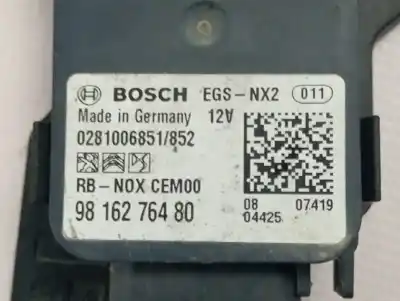 BOSCH EGS-NX2 011
Made in Germany 12V
0281006851/852
RB-NOX CEM00
98 162 764 80
08 07419
04425